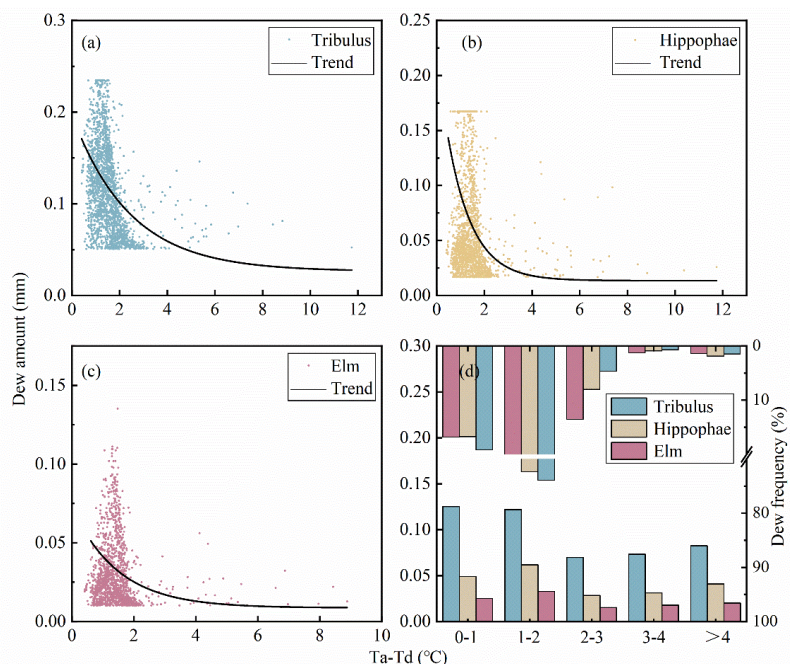 Dew amount (mm)
(a)
Tribulus
Trend
0.3
0.2
0.1
0.0
0 2 4 6 8 10 12
(b)
Hippophae
Trend
0.25
0.20
0.15
0.10
0.05
0.00
0 2 4 6 8 10 12
(c)
Elm
Trend
0.15
0.10
0.05
0.00
0 2 4 6 8 10
(d)
Tribulus
Hippophae
Elm
0.30
0.25
0.20
0.15
0.10
0.05
0.00
0
10
80
90
100
Dew frequency (%)
0-1 1-2 2-3 3-4 >4
Ta-Td (℃)